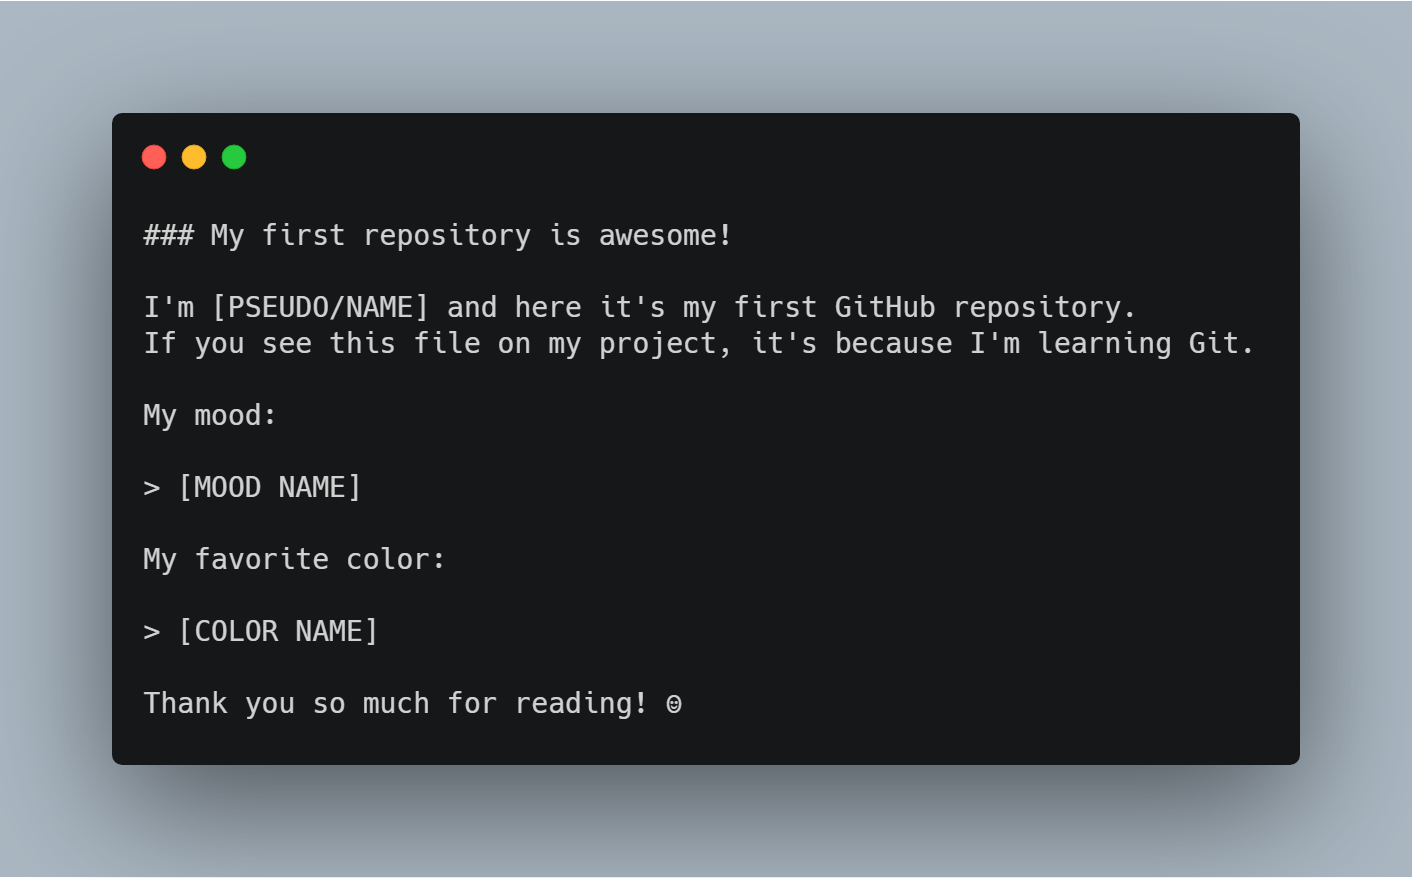 ### My first repository is awesome!
I'm [PSEUDO/NAME] and here it's my first GitHub repository.
If you see this file on my project, it's because I'm learning Git.
My mood:
> [MOOD NAME]
My favorite color:
> [COLOR NAME]
Thank you so much for reading! ☺